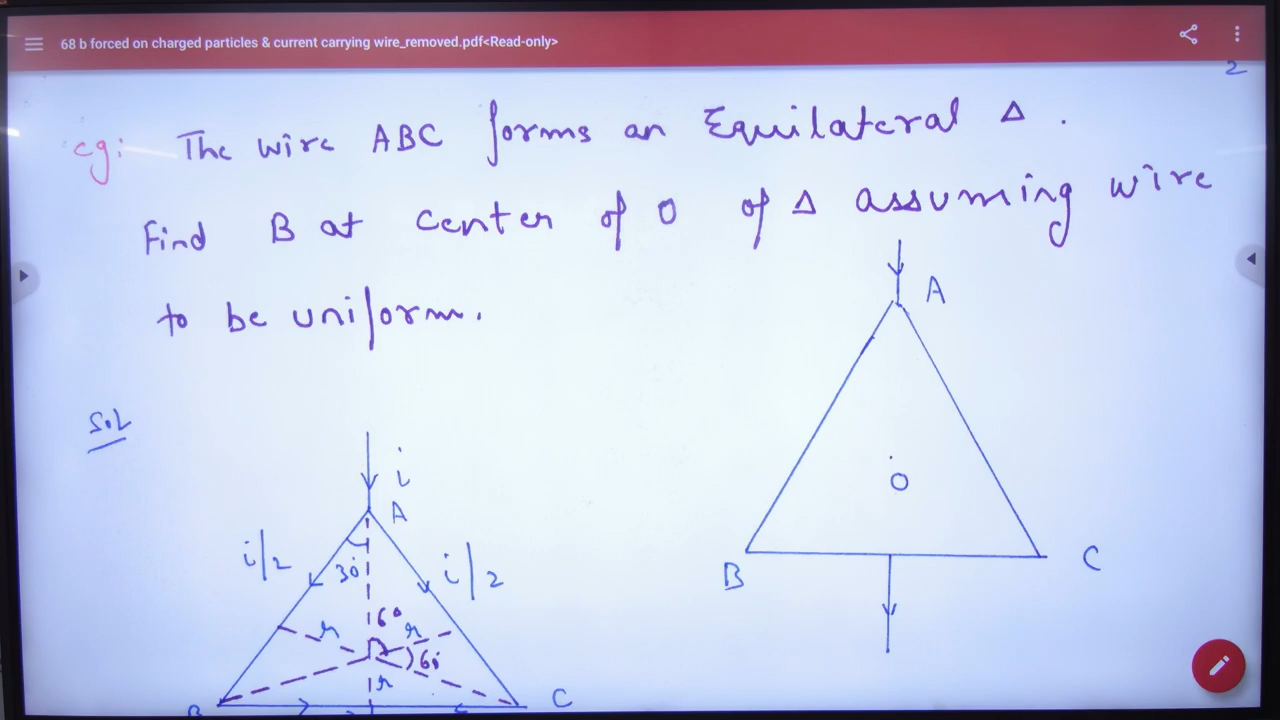 68 b forced on charged particles & current carrying wire_removed.pdf<Read-only>
2
eg: The wire ABC forms an Equilateral Δ.
Find B at center of O of Δ assuming wire
to be uniform.
A
O
B
C
Sol
i
A
i/2
30°
i/2
60°
r
r
60°
r
B
C